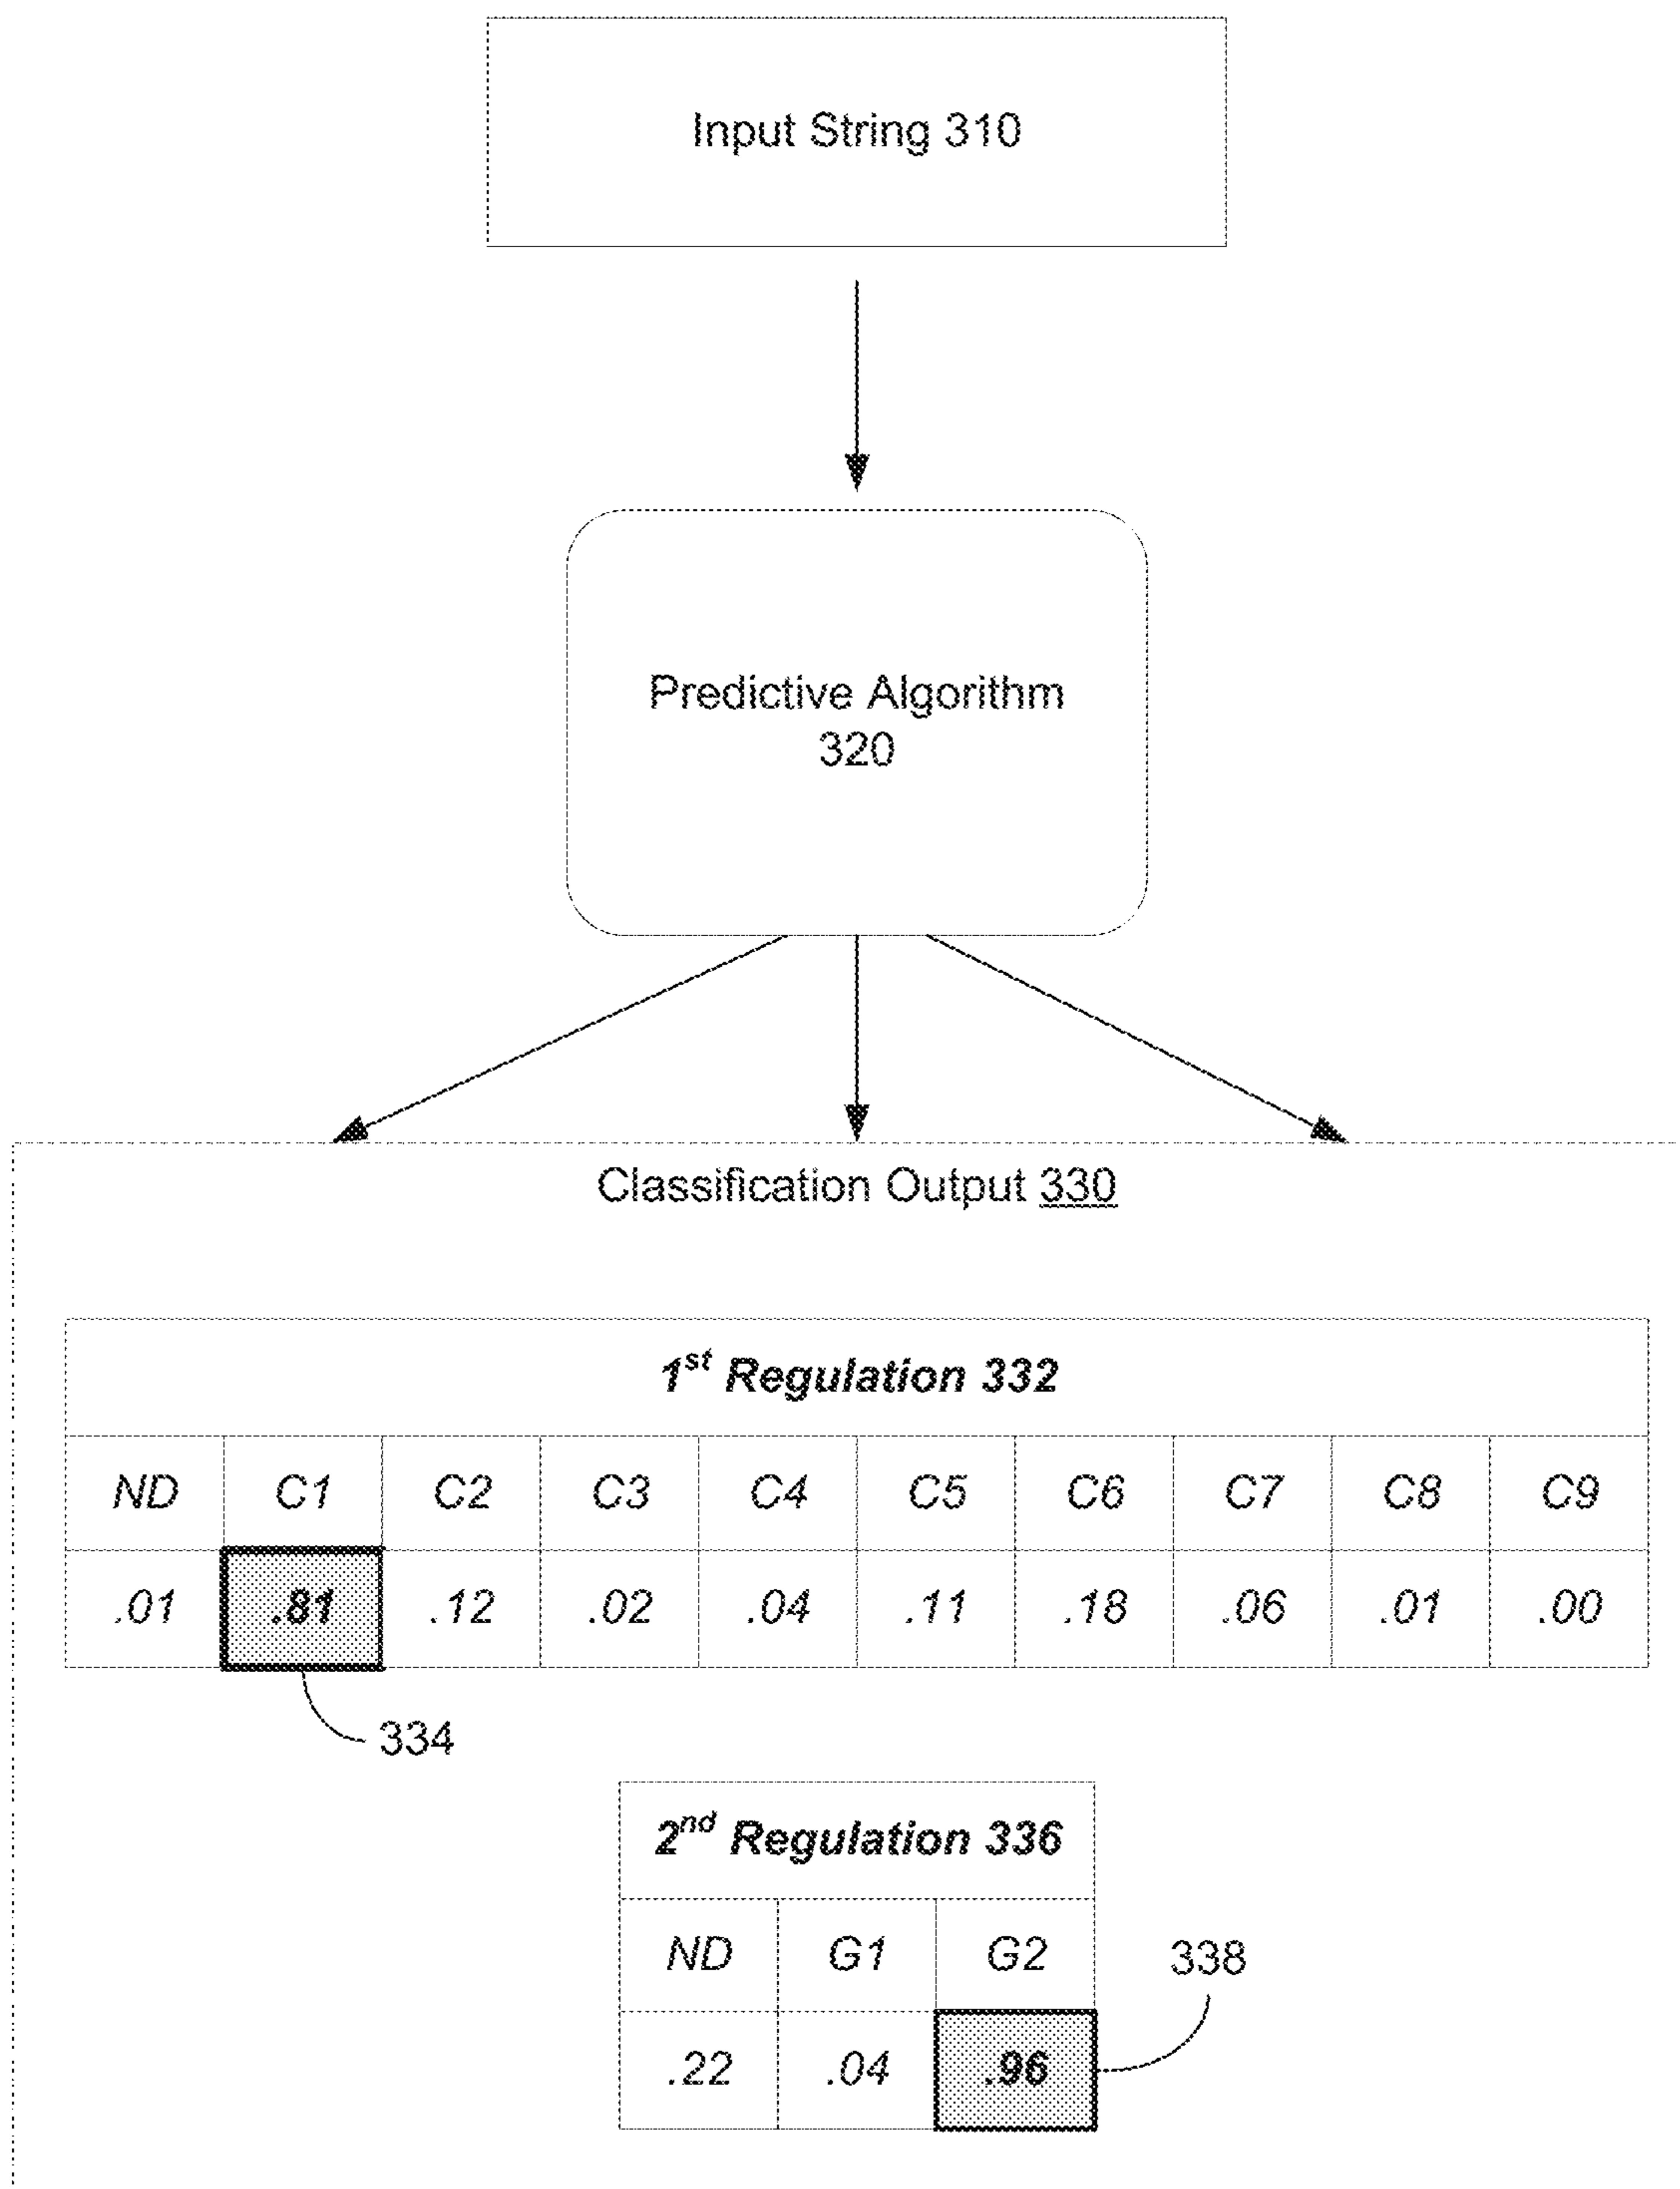 Input String 310
Predictive Algorithm
320
Classification Output 330
1st Regulation 332
ND C1 C2 C3 C4 C5 C6 C7 C8 C9
.01 .81 .12 .02 .04 .11 .18 .06 .01 .00
334
2nd Regulation 336
ND G1 G2
338
.22 .04 .96